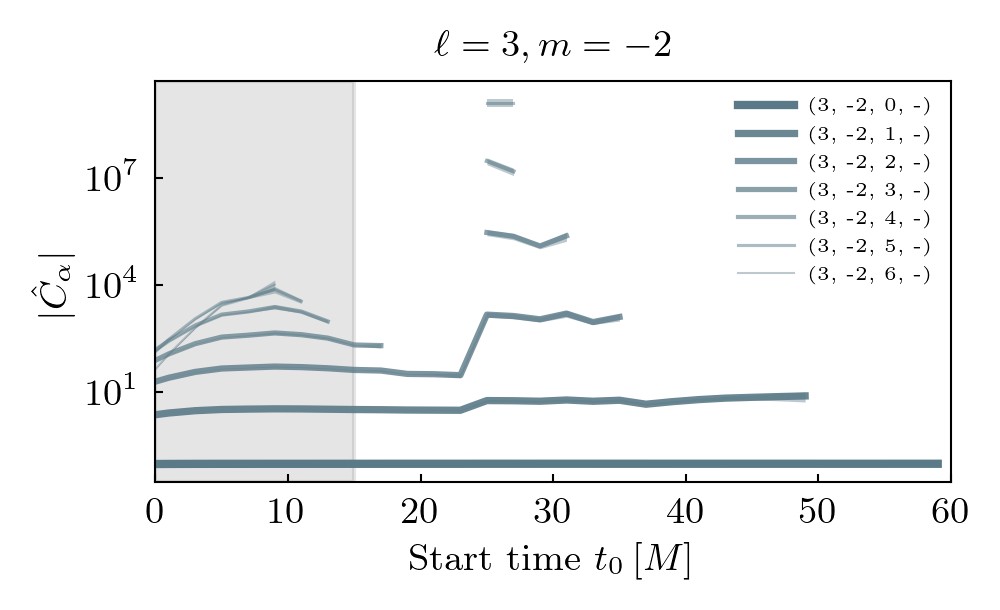 ℓ = 3, m = −2
|Ĉ_α|
10^7
10^4
10^1
(3, -2, 0, -)
(3, -2, 1, -)
(3, -2, 2, -)
(3, -2, 3, -)
(3, -2, 4, -)
(3, -2, 5, -)
(3, -2, 6, -)
0 10 20 30 40 50 60
Start time t_0 [M]